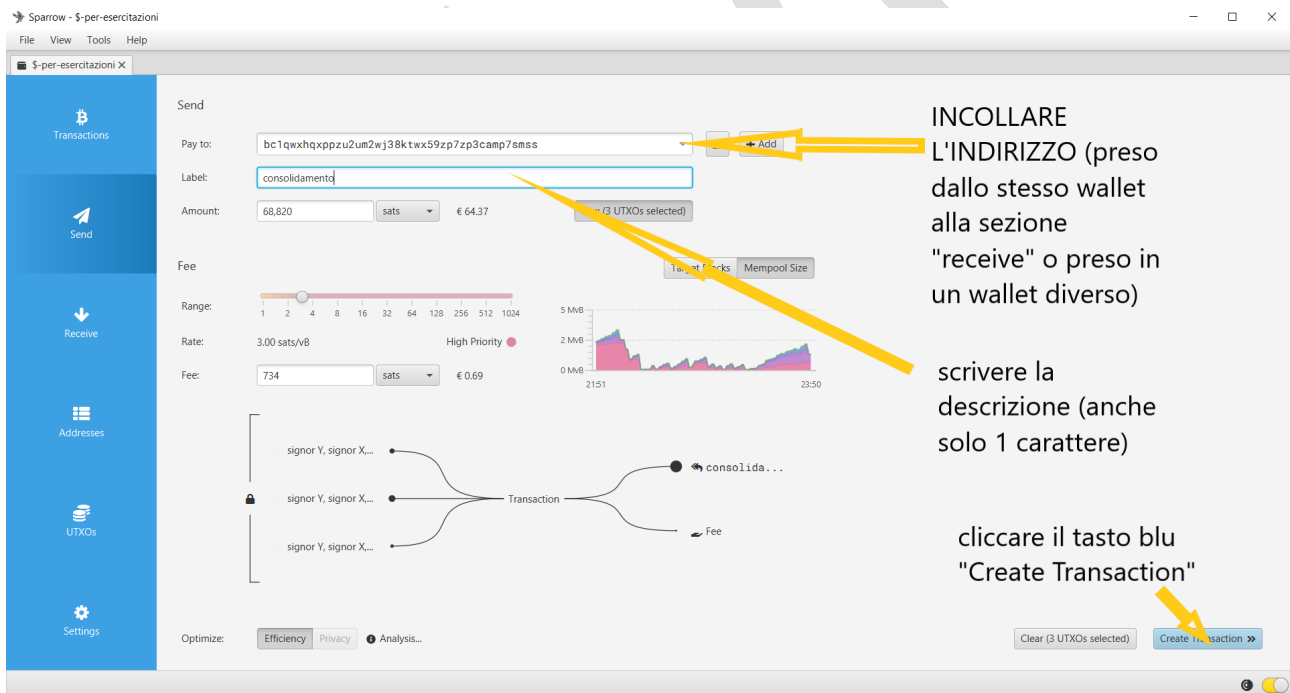 Sparrow - $-per-esercitazioni
File View Tools Help
$-per-esercitazioni
Transactions
Send
Receive
Addresses
UTXOs
Settings
Send
Pay to:
bc1qwxhqxppzu2um2wj38ktwx59zp7zp3camp7smss
+ Add
Label:
consolidamento
Amount:
68,820
sats
€ 64.37
(3 UTXOs selected)
Fee
Target Blocks
Mempool Size
Range:
1 2 4 8 16 32 64 128 256 512 1024
Rate:
3.00 sats/vB
High Priority
Fee:
734
sats
€ 0.69
5 MvB
2 MvB
0 MvB
21:51
23:50
signor Y, signor X,...
signor Y, signor X,...
signor Y, signor X,...
Transaction
consolida...
Fee
Optimize:
Efficiency
Privacy
Analysis...
Clear (3 UTXOs selected)
Create Transaction
INCOLLARE
L'INDIRIZZO (preso
dallo stesso wallet
alla sezione
"receive" o preso in
un wallet diverso)
scrivere la
descrizione (anche
solo 1 carattere)
cliccare il tasto blu
"Create Transaction"